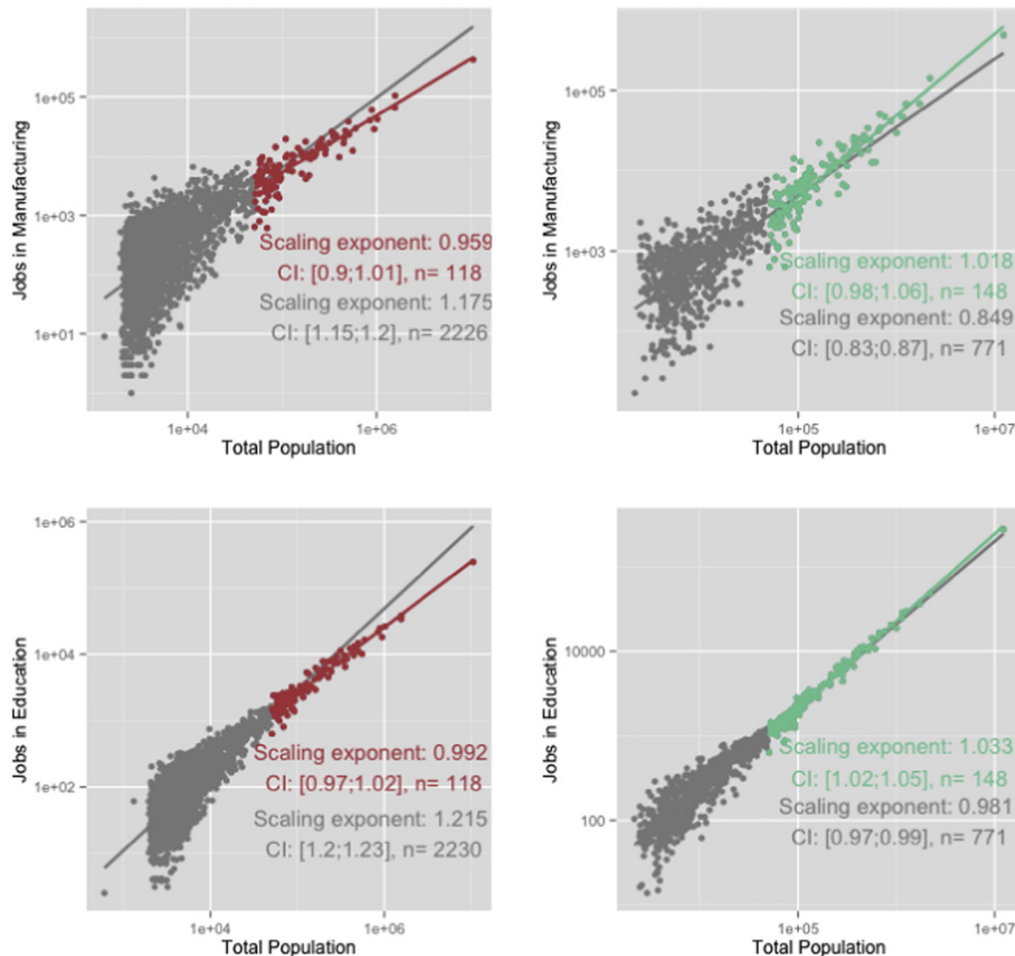 1e+05
1e+03
1e+01
Jobs in Manufacturing
Scaling exponent: 0.959
CI: [0.9;1.01], n= 118
Scaling exponent: 1.175
CI: [1.15;1.2], n= 2226
1e+04
1e+06
Total Population
1e+05
1e+03
Jobs in Manufacturing
Scaling exponent: 1.018
CI: [0.98;1.06], n= 148
Scaling exponent: 0.849
CI: [0.83;0.87], n= 771
1e+05
1e+07
Total Population
1e+06
1e+04
1e+02
Jobs in Education
Scaling exponent: 0.992
CI: [0.97;1.02], n= 118
Scaling exponent: 1.215
CI: [1.2;1.23], n= 2230
1e+04
1e+06
Total Population
10000
100
Jobs in Education
Scaling exponent: 1.033
CI: [1.02;1.05], n= 148
Scaling exponent: 0.981
CI: [0.97;0.99], n= 771
1e+05
1e+07
Total Population